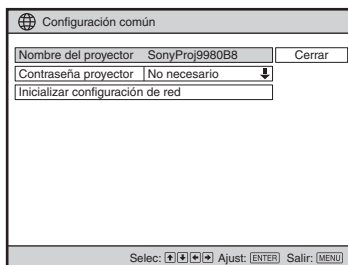 Configuración común
Nombre del proyector SonyProj9980B8 Cerrar
Contraseña proyector No necesario
Inicializar configuración de red
Selec: Ajust: ENTER Salir: MENU